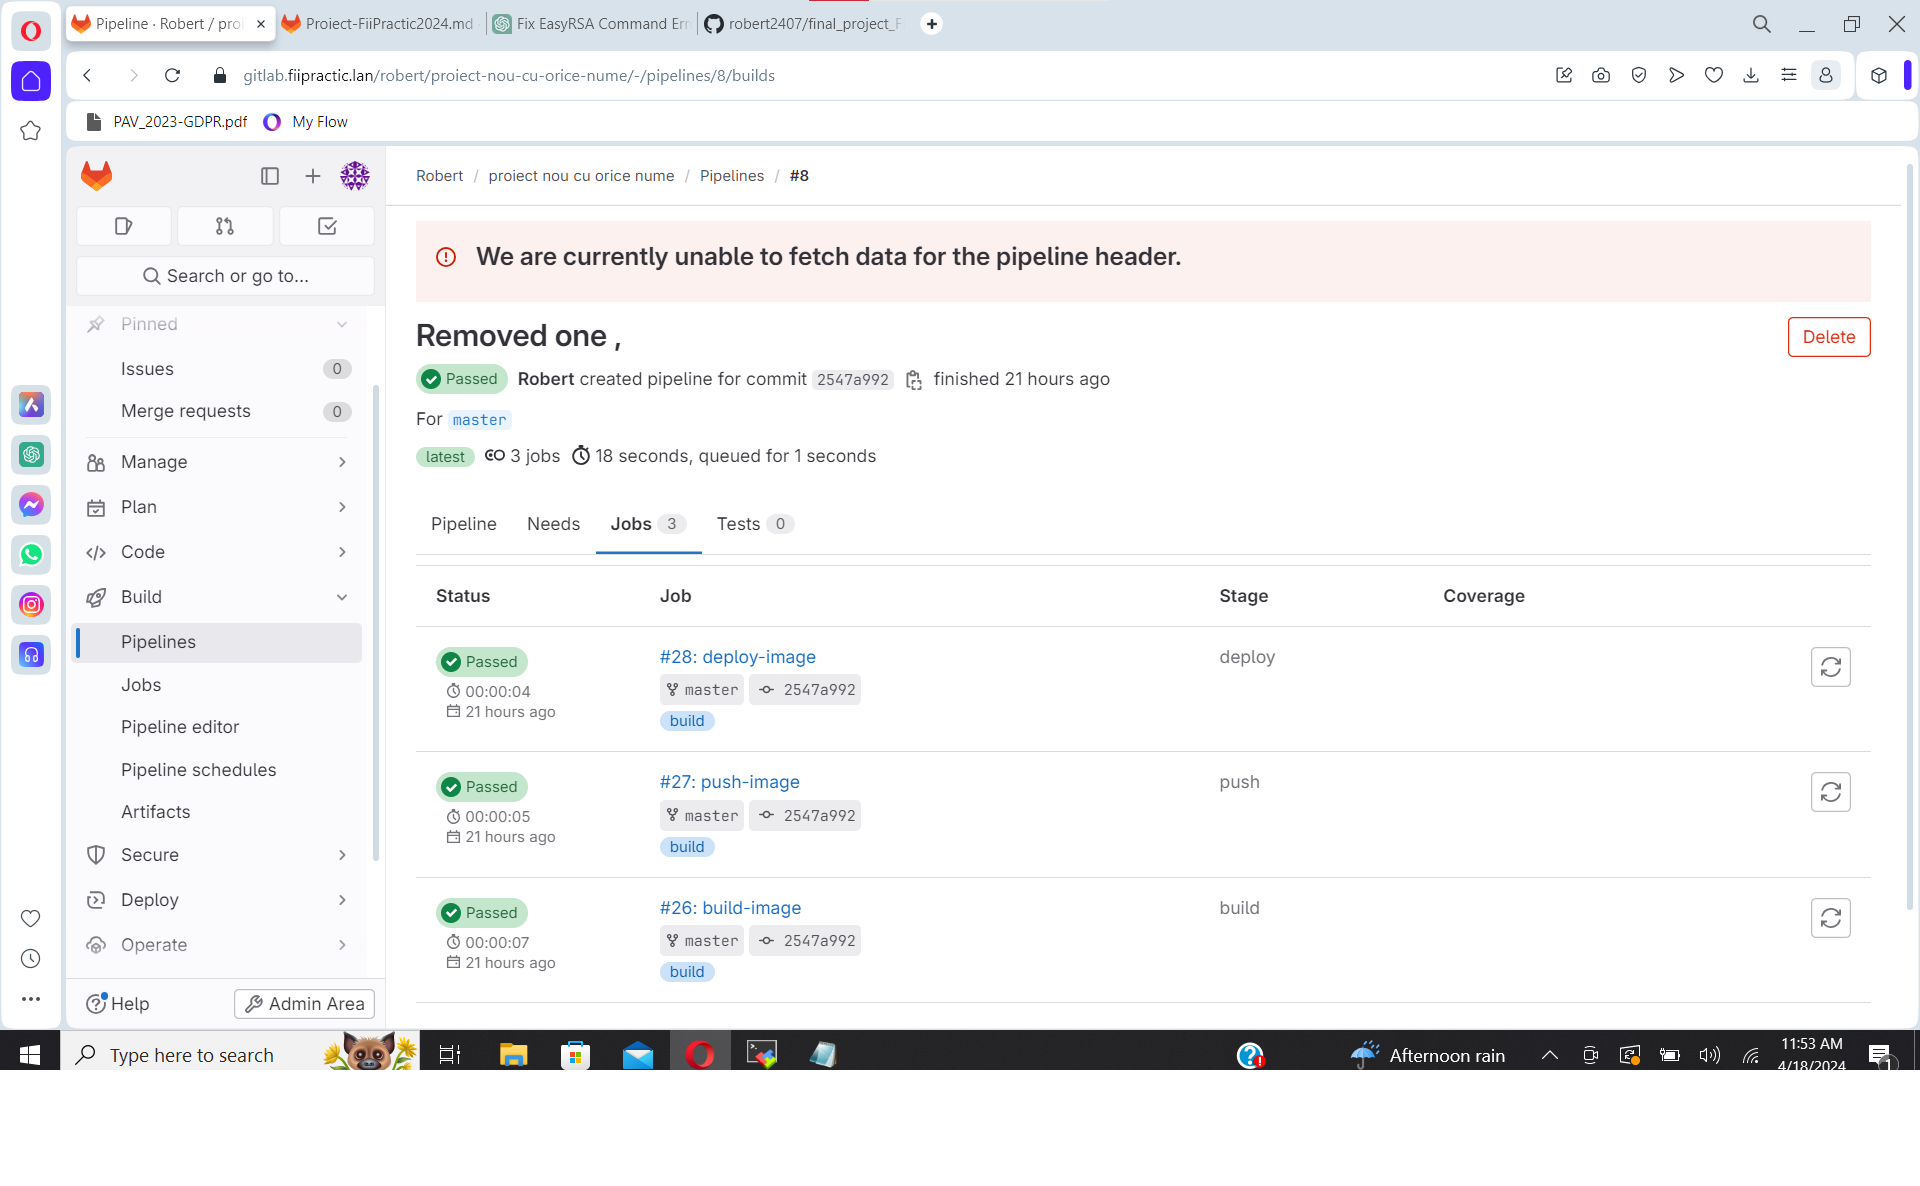 Pipeline · Robert / proi
Proiect-FiiPractic2024.md
Fix EasyRSA Command Err
robert2407/final_project_F
gitlab.fiipractic.lan/robert/proiect-nou-cu-orice-nume/-/pipelines/8/builds
PAV_2023-GDPR.pdf
My Flow
Robert / proiect nou cu orice nume / Pipelines / #8
Search or go to...
Pinned
Issues 0
Merge requests 0
Manage
Plan
Code
Build
Pipelines
Jobs
Pipeline editor
Pipeline schedules
Artifacts
Secure
Deploy
Operate
Help
Admin Area
We are currently unable to fetch data for the pipeline header.
Removed one ,
Delete
Passed Robert created pipeline for commit 2547a992 finished 21 hours ago
For master
latest 3 jobs 18 seconds, queued for 1 seconds
Pipeline Needs Jobs 3 Tests 0
Status Job Stage Coverage
Passed #28: deploy-image deploy
00:00:04 master 2547a992
21 hours ago build
Passed #27: push-image push
00:00:05 master 2547a992
21 hours ago build
Passed #26: build-image build
00:00:07 master 2547a992
21 hours ago build
Type here to search
Afternoon rain
11:53 AM
4/18/2024
1